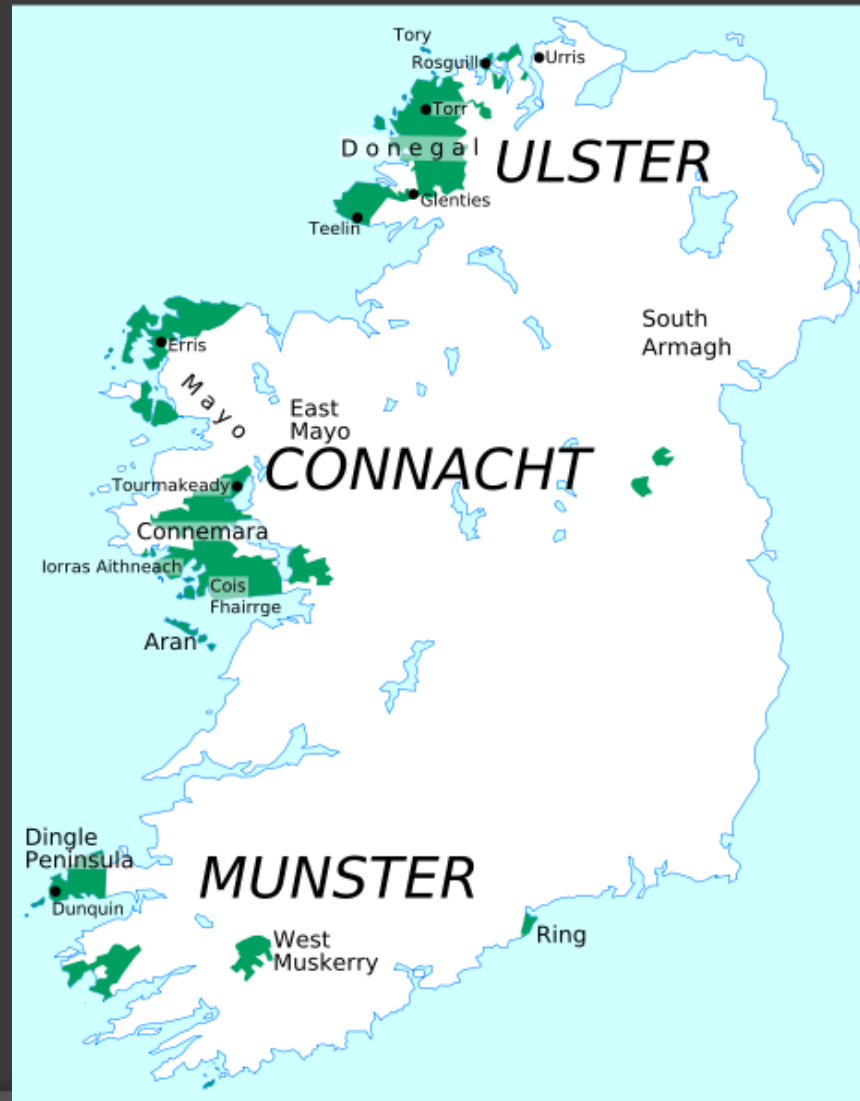 Tory
Rosguill
Urris
Torr
Donegal
ULSTER
Glenties
Teelin
South
Armagh
Erris
Mayo
East
Mayo
CONNACHT
Tourmakeady
Connemara
Iorras Aithneach
Cois
Fhairrge
Aran
Dingle
Peninsula
MUNSTER
Dunquin
West
Muskerry
Ring